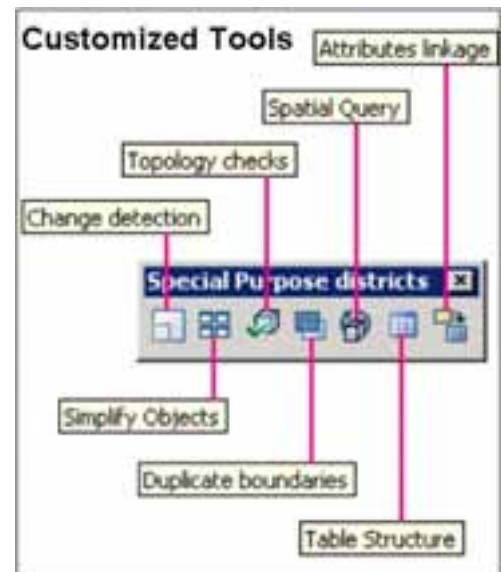 Customized Tools
Attributes linkage
Spatial Query
Topology checks
Change detection
Special Purpose districts
Simplify Objects
Duplicate boundaries
Table Structure